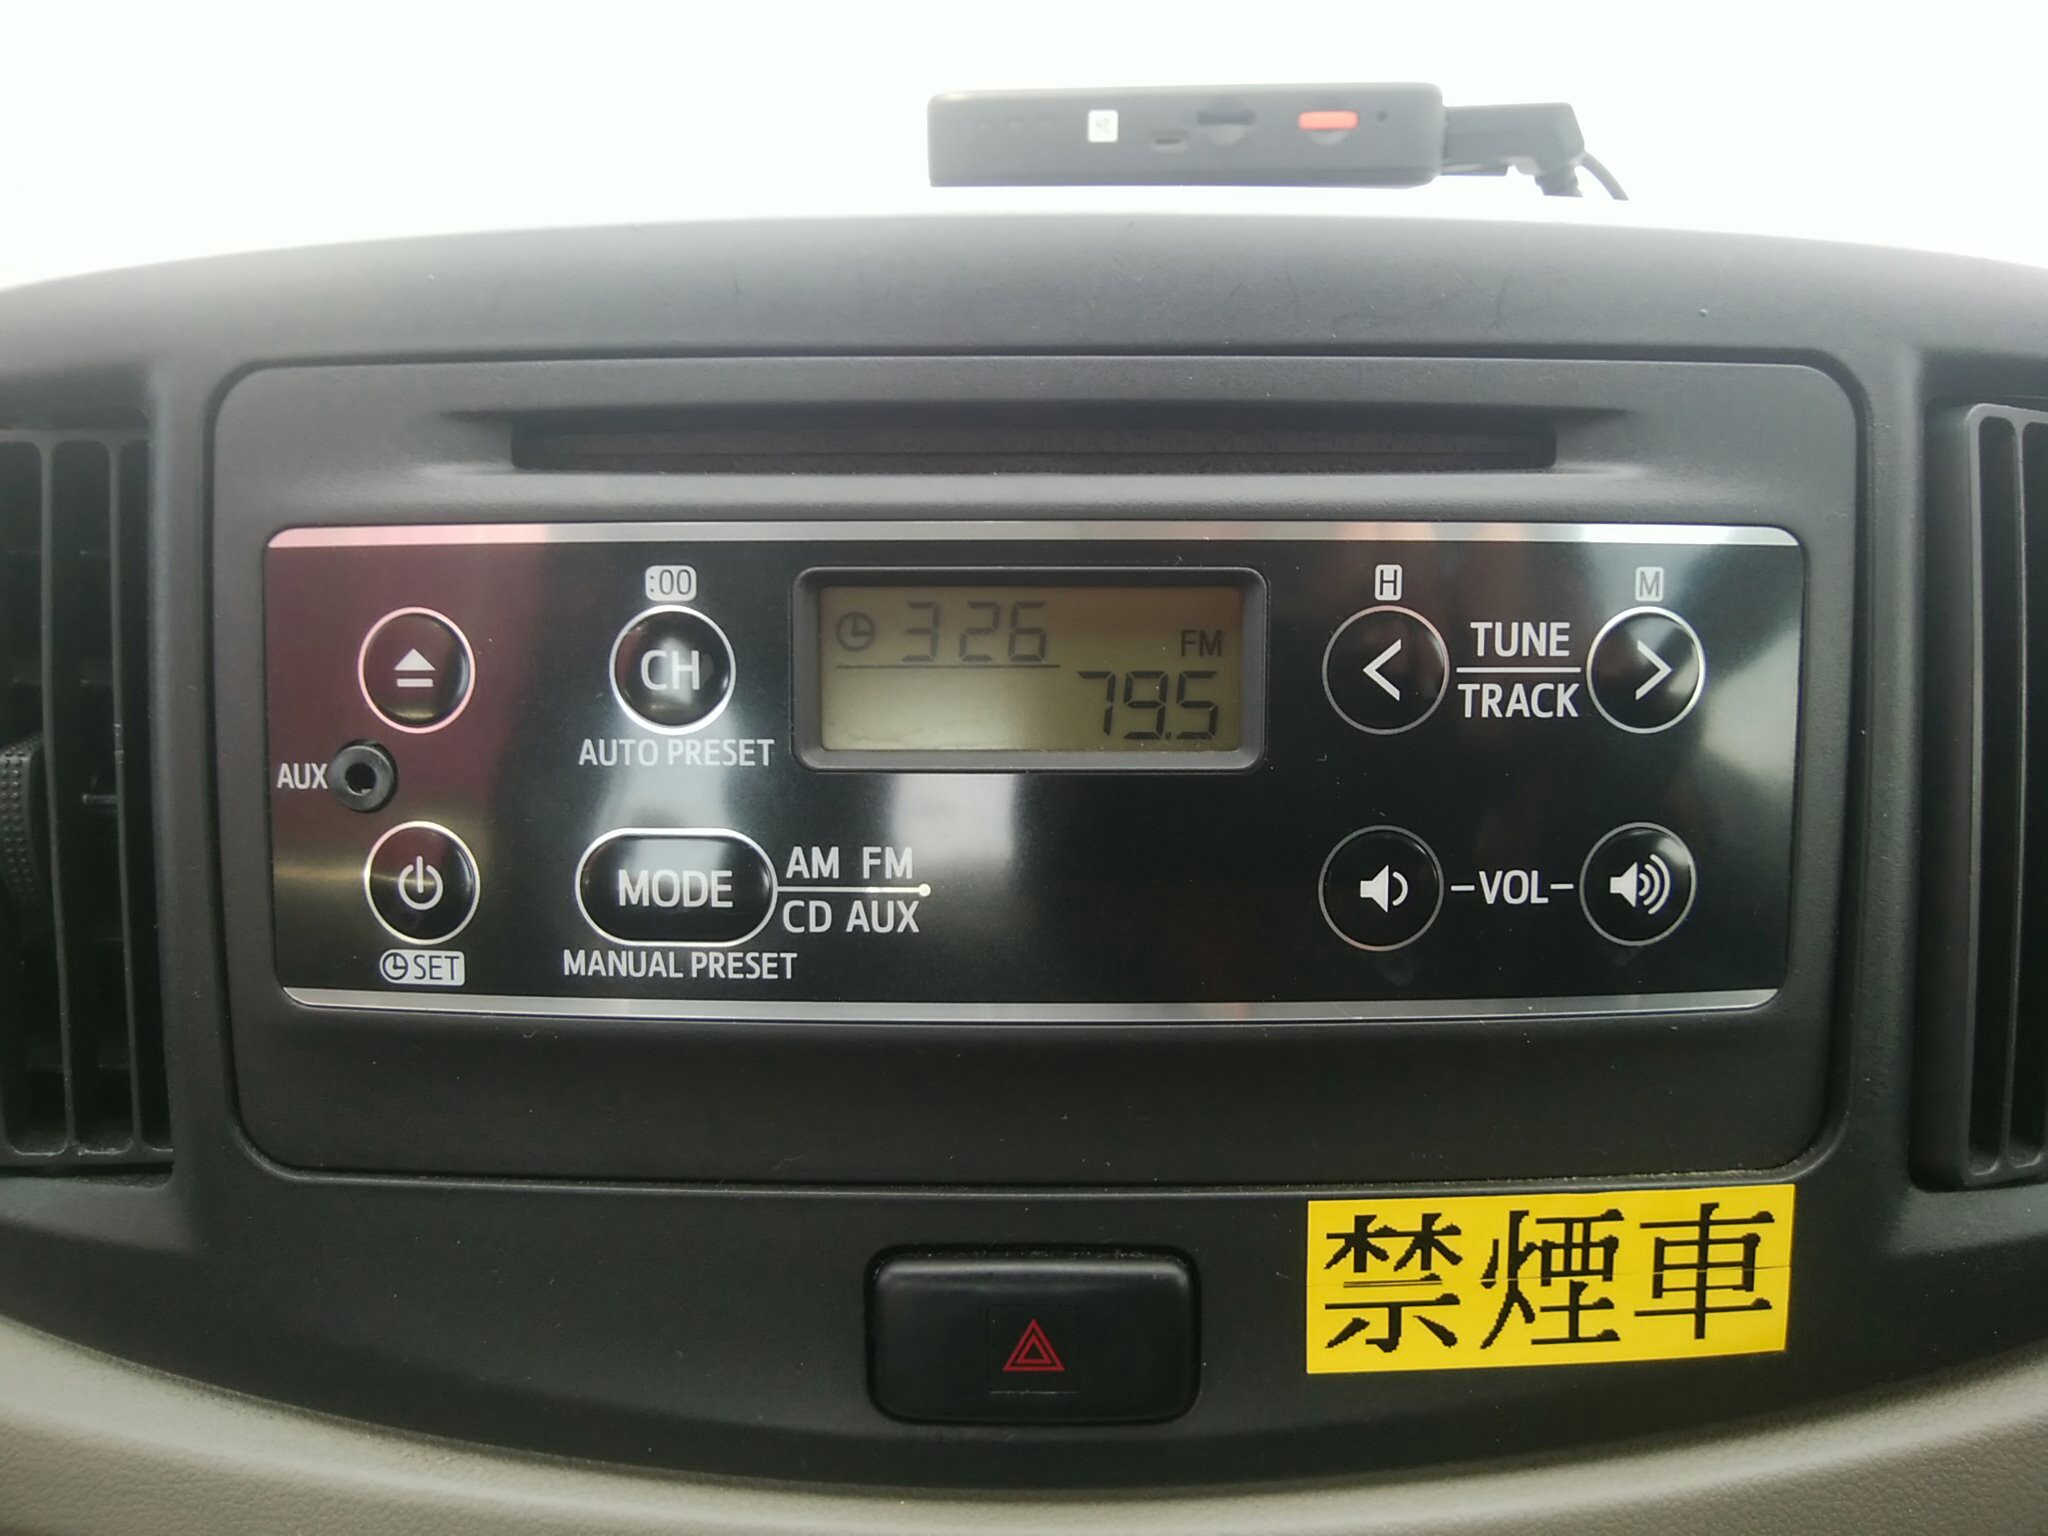 :00
H
M
CH
3 26
FM
79.5
TUNE
TRACK
AUTO PRESET
AUX
MODE
AM FM
CD AUX
-VOL-
SET
MANUAL PRESET
禁煙車